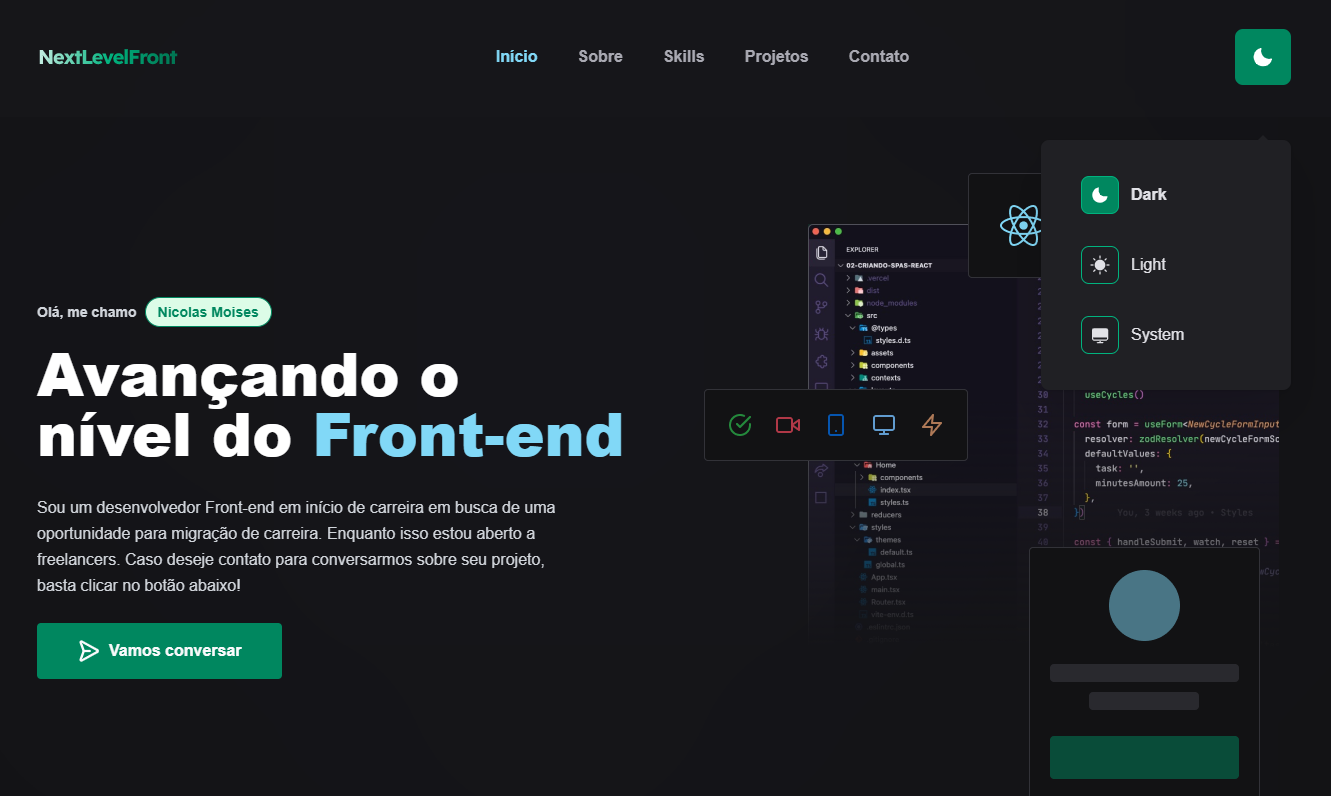 NextLevelFront
Início
Sobre
Skills
Projetos
Contato
Dark
Light
System
Olá, me chamo
Nicolas Moises
Avançando o
nível do Front-end
Sou um desenvolvedor Front-end em início de carreira em busca de uma
oportunidade para migração de carreira. Enquanto isso estou aberto a
freelancers. Caso deseje contato para conversarmos sobre seu projeto,
basta clicar no botão abaixo!
Vamos conversar
EXPLORER
02-CRIANDO-SPAS-REACT
.vercel
dist
node_modules
src
@types
styles.d.ts
assets
components
contexts
Home
components
index.tsx
styles.ts
reducers
styles
themes
default.ts
global.ts
App.tsx
main.tsx
Router.tsx
vite-env.d.ts
30 useCycles()
31
32 const form = useForm<NewCycleFormInput
33 resolver: zodResolver(newCycleFormSc
34 defaultValues: {
35 task: '',
36 minutesAmount: 25,
37 },
38 }) You, 3 weeks ago • Styles
39
40 const { handleSubmit, watch, reset } =